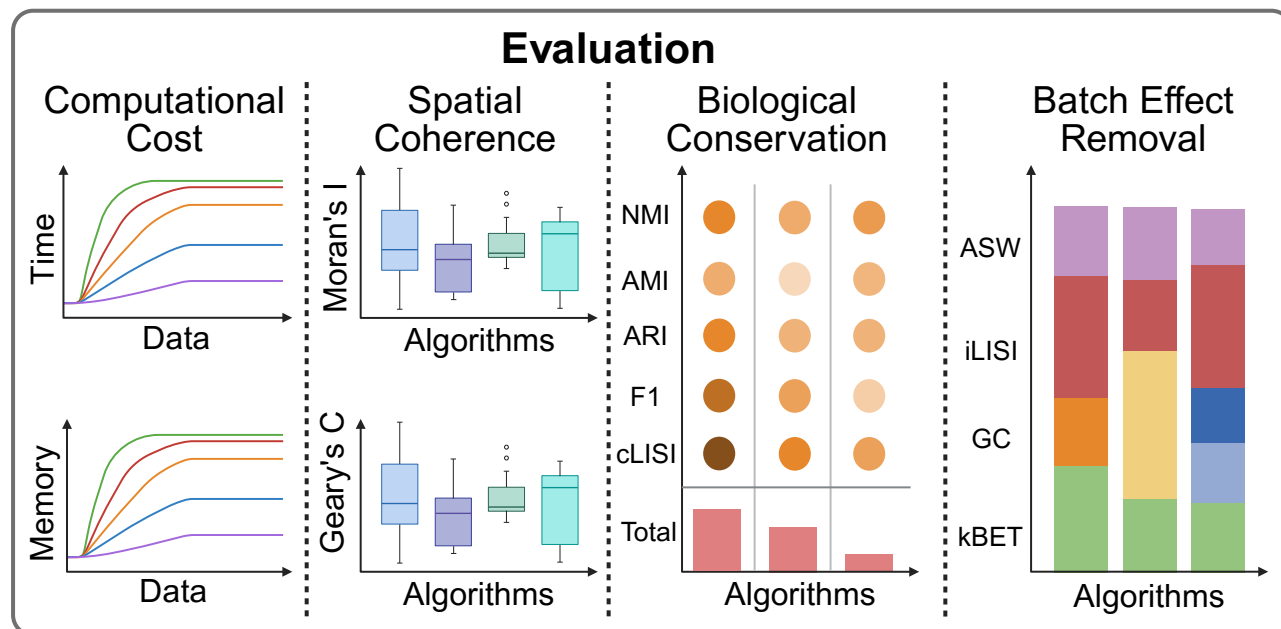 Evaluation
Computational
Cost
Time
Data
Memory
Data
Spatial
Coherence
Moran's I
Algorithms
Geary's C
Algorithms
Biological
Conservation
NMI
AMI
ARI
F1
cLISI
Total
Algorithms
Batch Effect
Removal
ASW
iLISI
GC
kBET
Algorithms